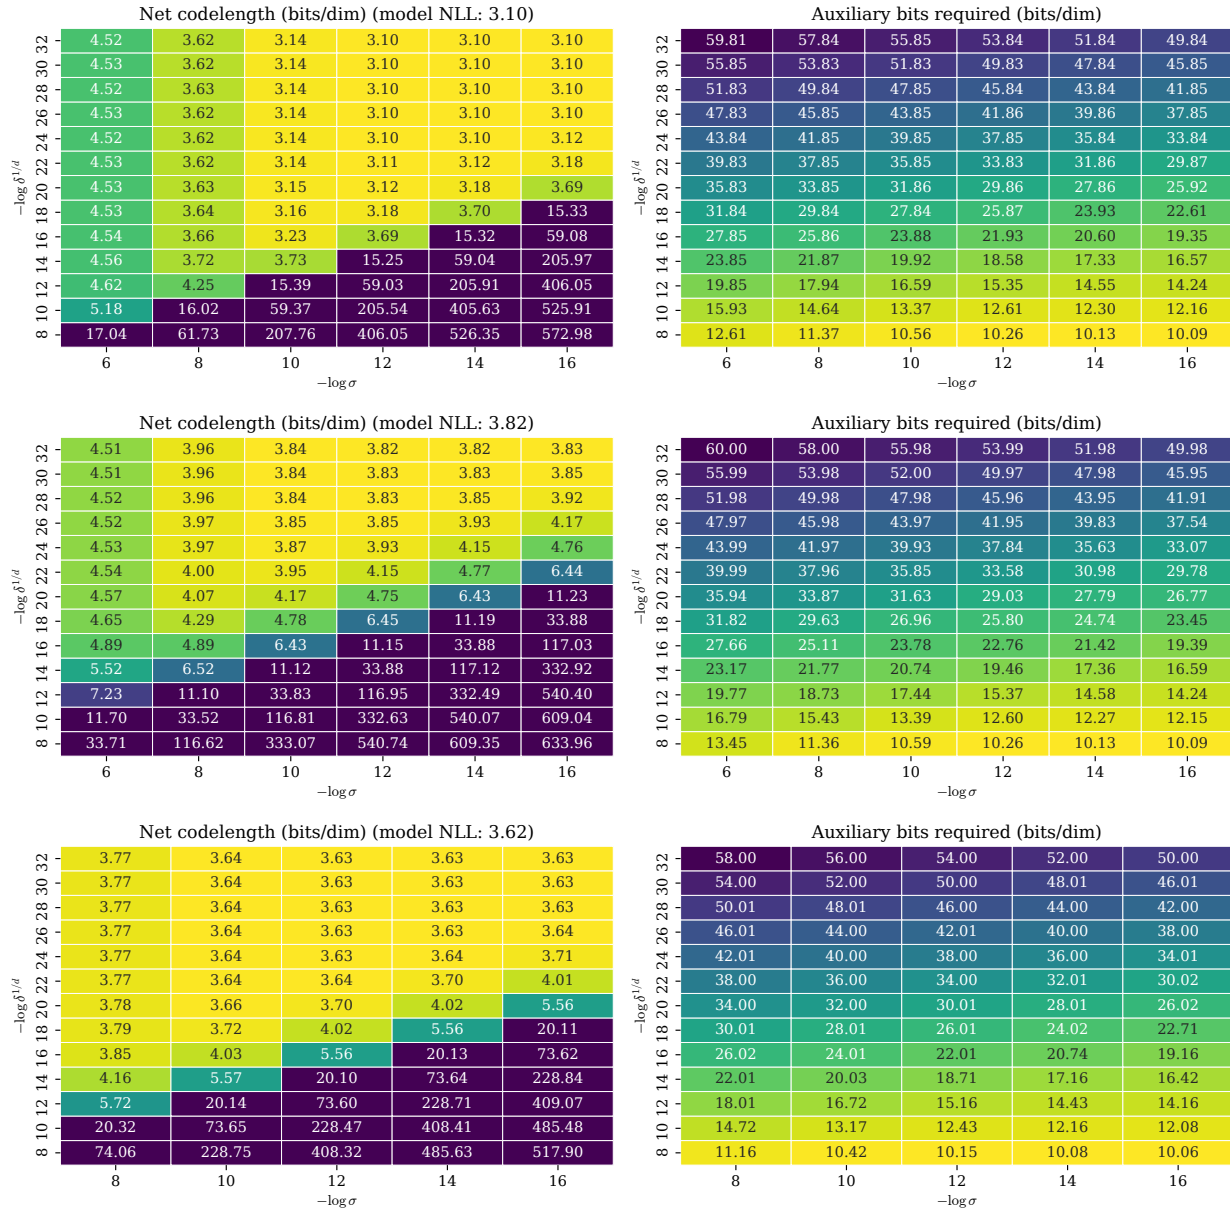 Net codelength (bits/dim) (model NLL: 3.10)
32 4.52 3.62 3.14 3.10 3.10 3.10
30 4.53 3.62 3.14 3.10 3.10 3.10
28 4.52 3.63 3.14 3.10 3.10 3.10
26 4.53 3.62 3.14 3.10 3.10 3.10
24 4.52 3.62 3.14 3.10 3.10 3.12
22 4.53 3.62 3.14 3.11 3.12 3.18
20 4.53 3.63 3.15 3.12 3.18 3.69
18 4.53 3.64 3.16 3.18 3.70 15.33
16 4.54 3.66 3.23 3.69 15.32 59.08
14 4.56 3.72 3.73 15.25 59.04 205.97
12 4.62 4.25 15.39 59.03 205.91 406.05
10 5.18 16.02 59.37 205.54 405.63 525.91
8 17.04 61.73 207.76 406.05 526.35 572.98
6 8 10 12 14 16
−log σ
−log δ^{1/d}
Auxiliary bits required (bits/dim)
32 59.81 57.84 55.85 53.84 51.84 49.84
30 55.85 53.83 51.83 49.83 47.84 45.85
28 51.83 49.84 47.85 45.84 43.84 41.85
26 47.83 45.85 43.85 41.86 39.86 37.85
24 43.84 41.85 39.85 37.85 35.84 33.84
22 39.83 37.85 35.85 33.83 31.86 29.87
20 35.83 33.85 31.86 29.86 27.86 25.92
18 31.84 29.84 27.84 25.87 23.93 22.61
16 27.85 25.86 23.88 21.93 20.60 19.35
14 23.85 21.87 19.92 18.58 17.33 16.57
12 19.85 17.94 16.59 15.35 14.55 14.24
10 15.93 14.64 13.37 12.61 12.30 12.16
8 12.61 11.37 10.56 10.26 10.13 10.09
6 8 10 12 14 16
−log σ
Net codelength (bits/dim) (model NLL: 3.82)
32 4.51 3.96 3.84 3.82 3.82 3.83
30 4.51 3.96 3.84 3.83 3.83 3.85
28 4.52 3.96 3.84 3.83 3.85 3.92
26 4.52 3.97 3.85 3.85 3.93 4.17
24 4.53 3.97 3.87 3.93 4.15 4.76
22 4.54 4.00 3.95 4.15 4.77 6.44
20 4.57 4.07 4.17 4.75 6.43 11.23
18 4.65 4.29 4.78 6.45 11.19 33.88
16 4.89 4.89 6.43 11.15 33.88 117.03
14 5.52 6.52 11.12 33.88 117.12 332.92
12 7.23 11.10 33.83 116.95 332.49 540.40
10 11.70 33.52 116.81 332.63 540.07 609.04
8 33.71 116.62 333.07 540.74 609.35 633.96
6 8 10 12 14 16
−log σ
−log δ^{1/d}
Auxiliary bits required (bits/dim)
32 60.00 58.00 55.98 53.99 51.98 49.98
30 55.99 53.98 52.00 49.97 47.98 45.95
28 51.98 49.98 47.98 45.96 43.95 41.91
26 47.97 45.98 43.97 41.95 39.83 37.54
24 43.99 41.97 39.93 37.84 35.63 33.07
22 39.99 37.96 35.85 33.58 30.98 29.78
20 35.94 33.87 31.63 29.03 27.79 26.77
18 31.82 29.63 26.96 25.80 24.74 23.45
16 27.66 25.11 23.78 22.76 21.42 19.39
14 23.17 21.77 20.74 19.46 17.36 16.59
12 19.77 18.73 17.44 15.37 14.58 14.24
10 16.79 15.43 13.39 12.60 12.27 12.15
8 13.45 11.36 10.59 10.26 10.13 10.09
6 8 10 12 14 16
−log σ
Net codelength (bits/dim) (model NLL: 3.62)
32 3.77 3.64 3.63 3.63 3.63
30 3.77 3.64 3.63 3.63 3.63
28 3.77 3.64 3.63 3.63 3.63
26 3.77 3.64 3.63 3.63 3.64
24 3.77 3.64 3.63 3.64 3.71
22 3.77 3.64 3.64 3.70 4.01
20 3.78 3.66 3.70 4.02 5.56
18 3.79 3.72 4.02 5.56 20.11
16 3.85 4.03 5.56 20.13 73.62
14 4.16 5.57 20.10 73.64 228.84
12 5.72 20.14 73.60 228.71 409.07
10 20.32 73.65 228.47 408.41 485.48
8 74.06 228.75 408.32 485.63 517.90
8 10 12 14 16
−log σ
−log δ^{1/d}
Auxiliary bits required (bits/dim)
32 58.00 56.00 54.00 52.00 50.00
30 54.00 52.00 50.00 48.01 46.01
28 50.01 48.01 46.00 44.00 42.00
26 46.01 44.00 42.01 40.00 38.00
24 42.01 40.00 38.00 36.00 34.01
22 38.00 36.00 34.00 32.01 30.02
20 34.00 32.00 30.01 28.01 26.02
18 30.01 28.01 26.01 24.02 22.71
16 26.02 24.01 22.01 20.74 19.16
14 22.01 20.03 18.71 17.16 16.42
12 18.01 16.72 15.16 14.43 14.16
10 14.72 13.17 12.43 12.16 12.08
8 11.16 10.42 10.15 10.08 10.06
8 10 12 14 16
−log σ